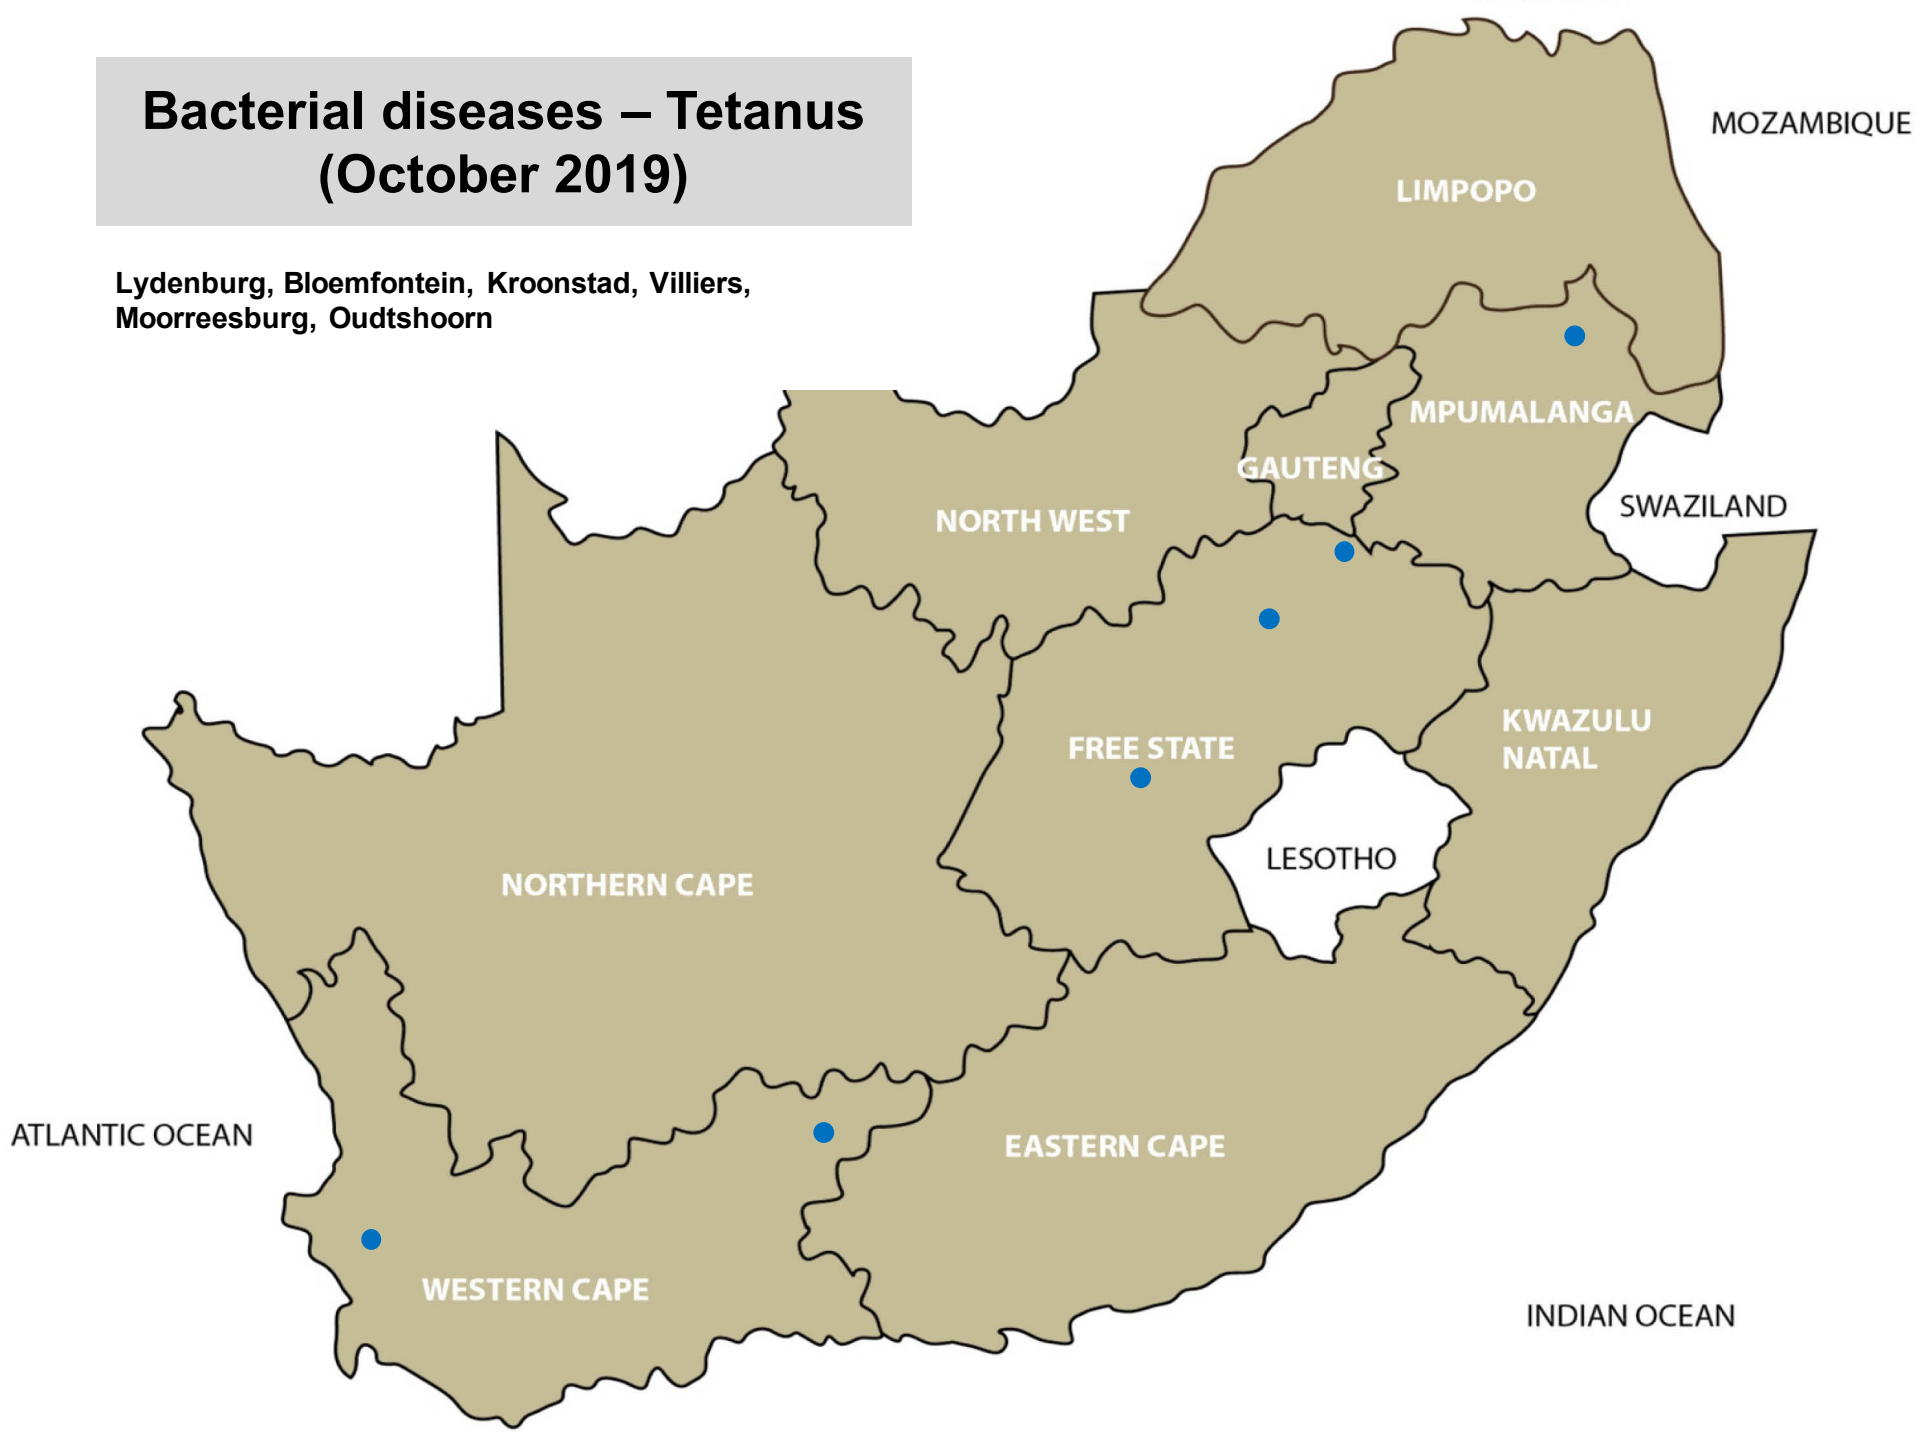 Bacterial diseases – Tetanus
(October 2019)
Lydenburg, Bloemfontein, Kroonstad, Villiers,
Moorreesburg, Oudtshoorn
MOZAMBIQUE
LIMPOPO
MPUMALANGA
GAUTENG
SWAZILAND
NORTH WEST
KWAZULU
NATAL
FREE STATE
LESOTHO
NORTHERN CAPE
ATLANTIC OCEAN
EASTERN CAPE
WESTERN CAPE
INDIAN OCEAN